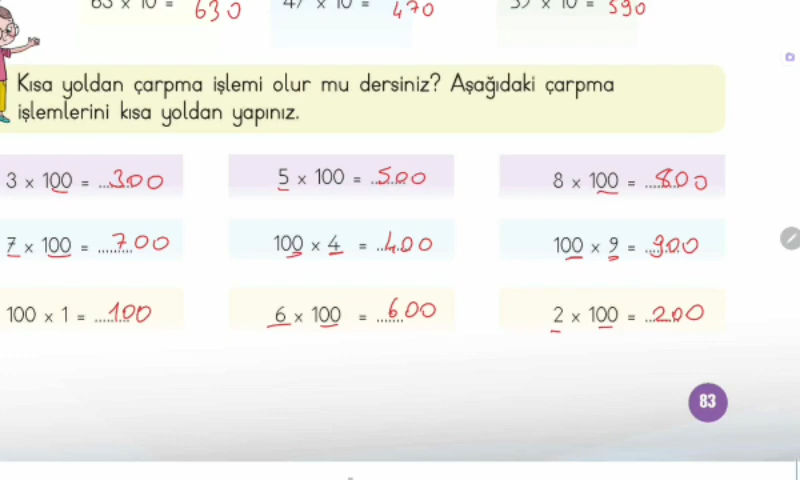 63 x 10 = 630 47 x 10 = 470 59 x 10 = 590
Kısa yoldan çarpma işlemi olur mu dersiniz? Aşağıdaki çarpma
işlemlerini kısa yoldan yapınız.
3 x 100 = ...300 5 x 100 = ...500 8 x 100 = ...800
7 x 100 = ...700 100 x 4 = ...400 100 x 9 = ...900
100 x 1 = ...100 6 x 100 = ...600 2 x 100 = ...200
83